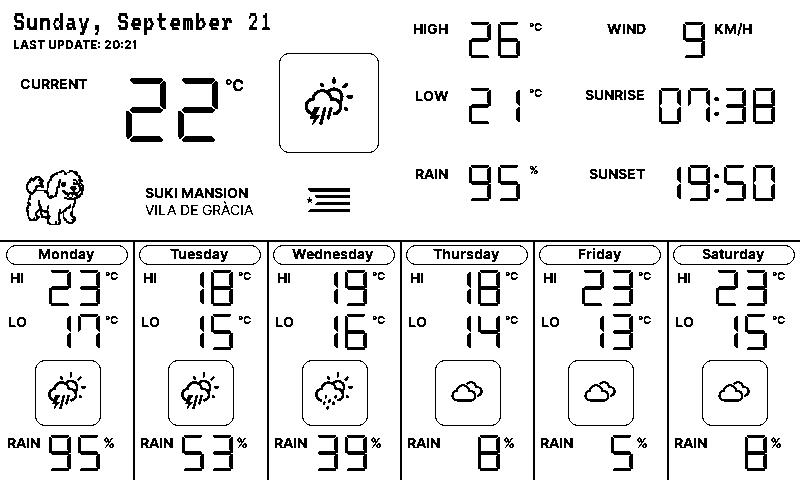 Sunday, September 21
LAST UPDATE: 20:21
CURRENT 22 °C
HIGH 26 °C
LOW 21 °C
RAIN 95 %
WIND 9 KM/H
SUNRISE 07:38
SUNSET 19:50
SUKI MANSION
VILA DE GRÀCIA
Monday
HI 23 °C
LO 17 °C
RAIN 95 %
Tuesday
HI 18 °C
LO 15 °C
RAIN 53 %
Wednesday
HI 19 °C
LO 16 °C
RAIN 39 %
Thursday
HI 18 °C
LO 14 °C
RAIN 8 %
Friday
HI 23 °C
LO 13 °C
RAIN 5 %
Saturday
HI 23 °C
LO 15 °C
RAIN 8 %